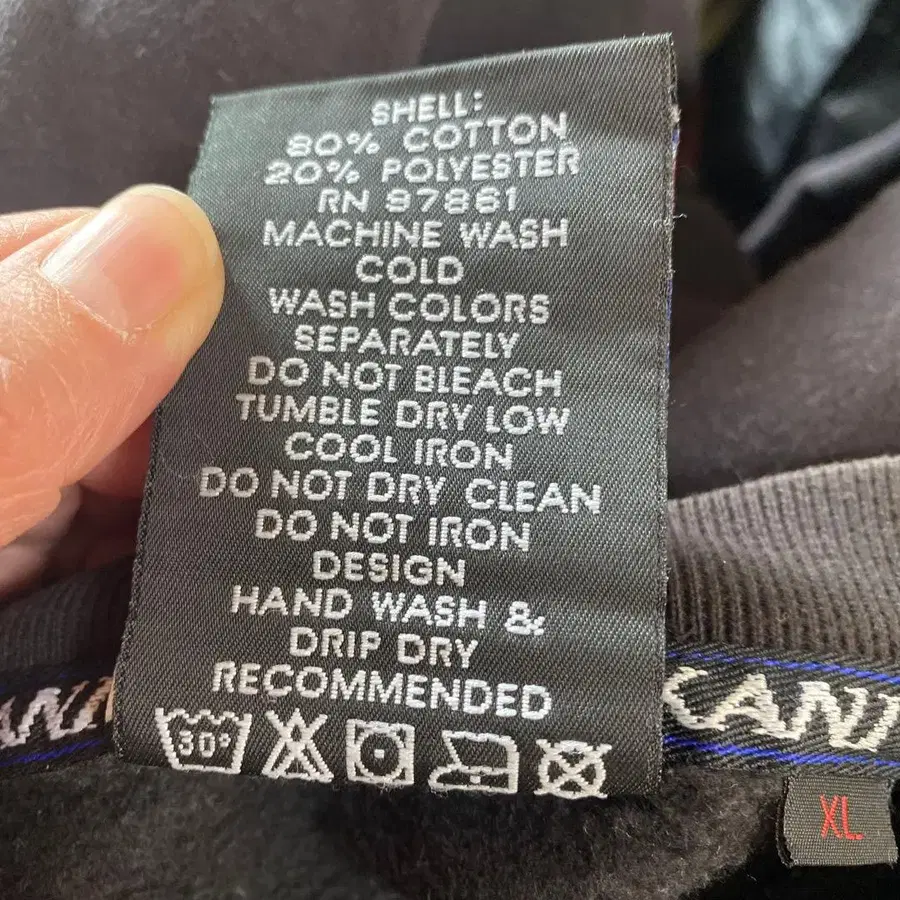 SHELL:
80% COTTON
20% POLYESTER
RN 97861
MACHINE WASH
COLD
WASH COLORS
SEPARATELY
DO NOT BLEACH
TUMBLE DRY LOW
COOL IRON
DO NOT DRY CLEAN
DO NOT IRON
DESIGN
HAND WASH &
DRIP DRY
RECOMMENDED
30°
KANI
XL